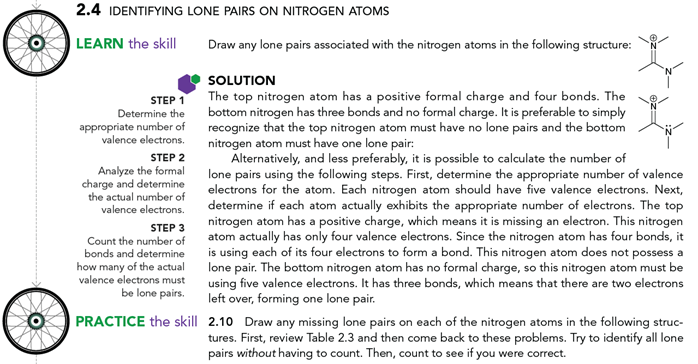 2.4 IDENTIFYING LONE PAIRS ON NITROGEN ATOMS
LEARN the skill
Draw any lone pairs associated with the nitrogen atoms in the following structure:
⊕
N
N
SOLUTION
STEP 1
Determine the
appropriate number of
valence electrons.
STEP 2
Analyze the formal
charge and determine
the actual number of
valence electrons.
STEP 3
Count the number of
bonds and determine
how many of the actual
valence electrons must
be lone pairs.
The top nitrogen atom has a positive formal charge and four bonds. The
bottom nitrogen has three bonds and no formal charge. It is preferable to simply
recognize that the top nitrogen atom must have no lone pairs and the bottom
nitrogen atom must have one lone pair:
⊕
N
N
Alternatively, and less preferably, it is possible to calculate the number of
lone pairs using the following steps. First, determine the appropriate number of valence
electrons for the atom. Each nitrogen atom should have five valence electrons. Next,
determine if each atom actually exhibits the appropriate number of electrons. The top
nitrogen atom has a positive charge, which means it is missing an electron. This nitrogen
atom actually has only four valence electrons. Since the nitrogen atom has four bonds, it
is using each of its four electrons to form a bond. This nitrogen atom does not possess a
lone pair. The bottom nitrogen atom has no formal charge, so this nitrogen atom must be
using five valence electrons. It has three bonds, which means that there are two electrons
left over, forming one lone pair.
PRACTICE the skill
2.10 Draw any missing lone pairs on each of the nitrogen atoms in the following struc-
tures. First, review Table 2.3 and then come back to these problems. Try to identify all lone
pairs without having to count. Then, count to see if you were correct.